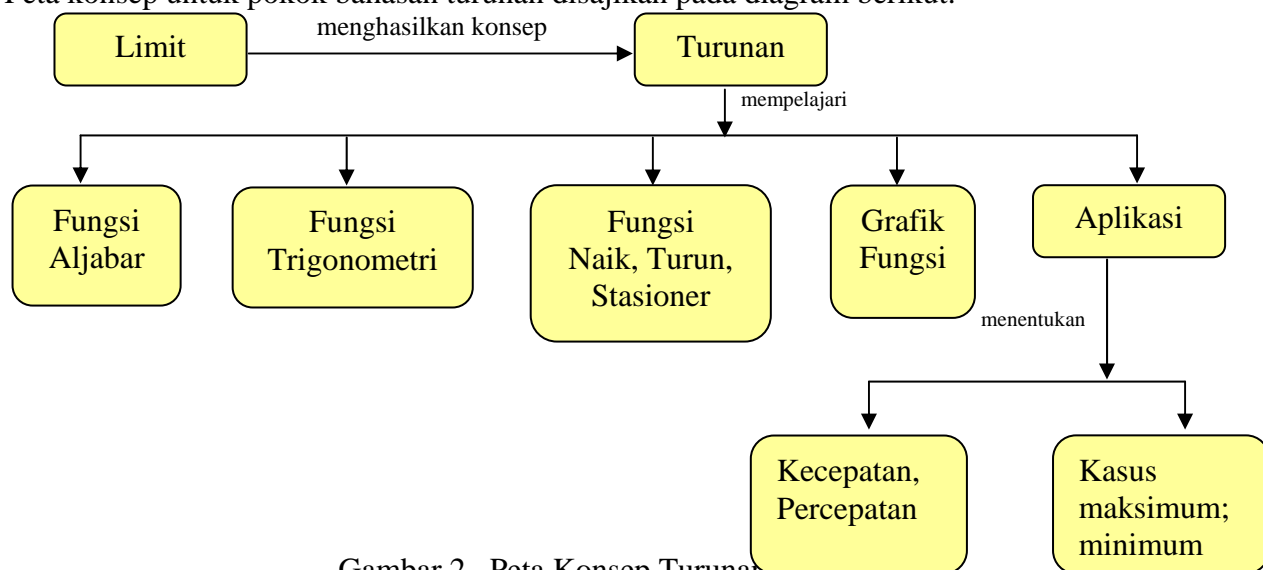 Peta konsep untuk pokok bahasan turunan disajikan pada diagram berikut.
menghasilkan konsep
Limit
Turunan
mempelajari
Fungsi
Aljabar
Fungsi
Trigonometri
Fungsi
Naik, Turun,
Stasioner
Grafik
Fungsi
Aplikasi
menentukan
Kecepatan,
Percepatan
Kasus
maksimum;
minimum
Gambar 2. Peta Konsep Turunan